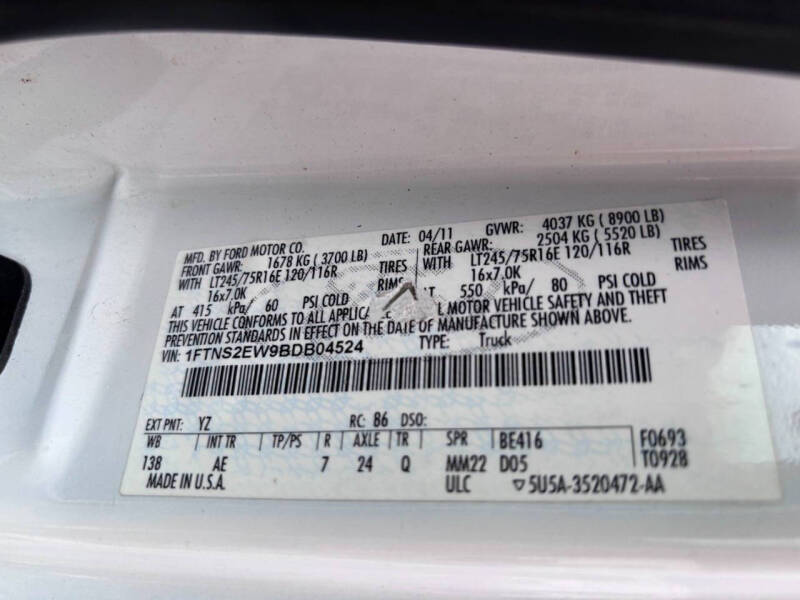 MFD. BY FORD MOTOR CO. DATE: 04/11 GVWR: 4037 KG ( 8900 LB)
FRONT GAWR: 1678 KG ( 3700 LB) REAR GAWR: 2504 KG ( 5520 LB)
WITH LT245/75R16E 120/116R TIRES WITH LT245/75R16E 120/116R TIRES
16x7.0K RIMS 16x7.0K RIMS
AT 415 kPa/ 60 PSI COLD AT 550 kPa/ 80 PSI COLD
THIS VEHICLE CONFORMS TO ALL MOTOR VEHICLE SAFETY AND THEFT
PREVENTION STANDARDS IN EFFECT ON THE DATE OF MANUFACTURE SHOWN ABOVE.
VIN: 1FTNS2EW9BDB04524 TYPE: Truck
EXT PNT: YZ RC: 86 DSO:
WB INT TR TP/PS R AXLE TR SPR BE416 F0693
138 AE 7 24 Q MM22 D05 T0928
MADE IN U.S.A. ULC ▽5U5A-3520472-AA